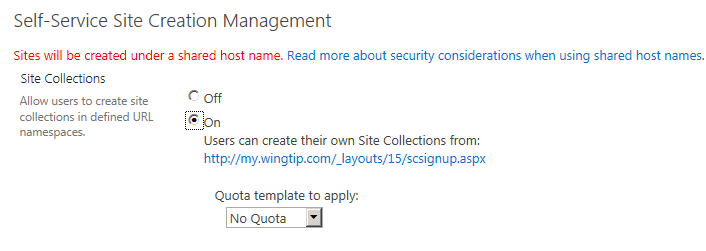 Self-Service Site Creation Management
Sites will be created under a shared host name. Read more about security considerations when using shared host names.
Site Collections
Allow users to create site
collections in defined URL
namespaces.
Off
On
Users can create their own Site Collections from:
http://my.wingtip.com/_layouts/15/scsignup.aspx
Quota template to apply:
No Quota